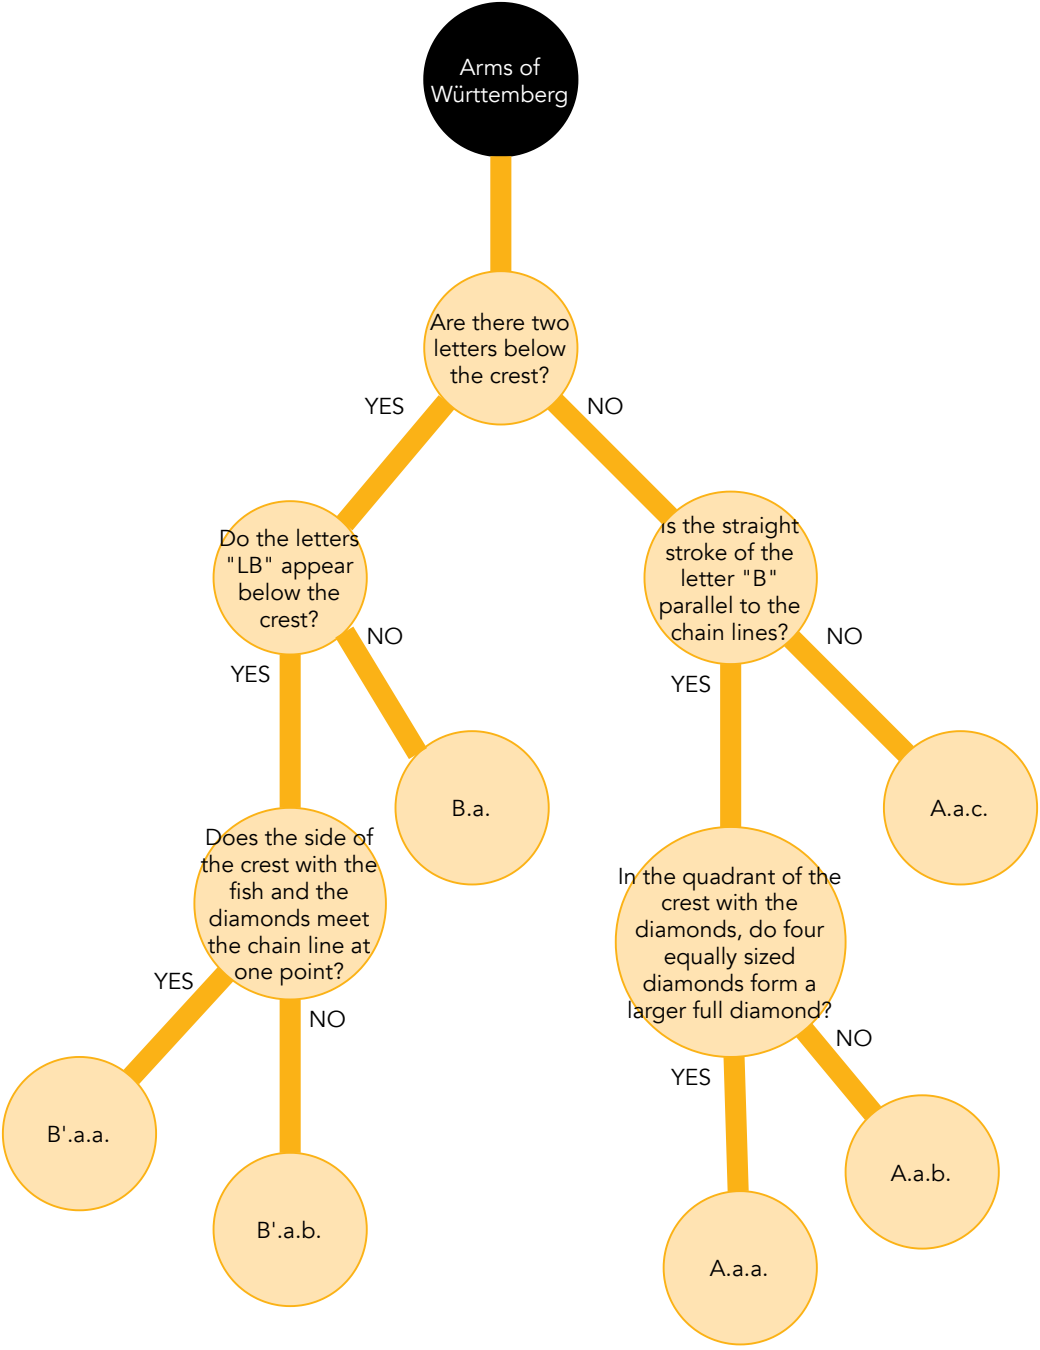 Arms of
Württemberg
Are there two
letters below
the crest?
YES
NO
Do the letters
"LB" appear
below the
crest?
Is the straight
stroke of the
letter "B"
parallel to the
chain lines?
NO
NO
YES
YES
B.a.
A.a.c.
Does the side of
the crest with the
fish and the
diamonds meet
the chain line at
one point?
In the quadrant of the
crest with the
diamonds, do four
equally sized
diamonds form a
larger full diamond?
YES
NO
NO
YES
B'.a.a.
A.a.b.
B'.a.b.
A.a.a.